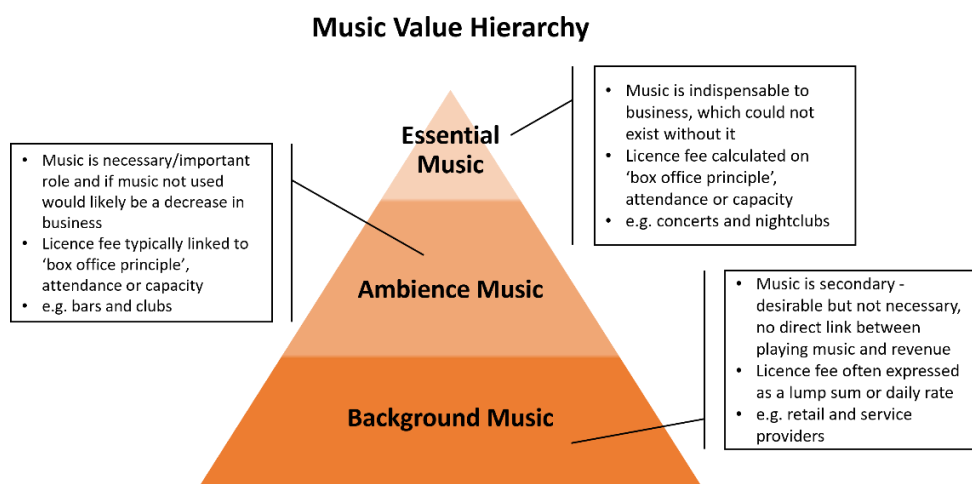 Music Value Hierarchy
Essential
Music
• Music is indispensable to
business, which could not
exist without it
• Licence fee calculated on
‘box office principle’,
attendance or capacity
• e.g. concerts and nightclubs
• Music is necessary/important
role and if music not used
would likely be a decrease in
business
• Licence fee typically linked to
‘box office principle’,
attendance or capacity
• e.g. bars and clubs
Ambience Music
• Music is secondary -
desirable but not necessary,
no direct link between
playing music and revenue
• Licence fee often expressed
as a lump sum or daily rate
• e.g. retail and service
providers
Background Music